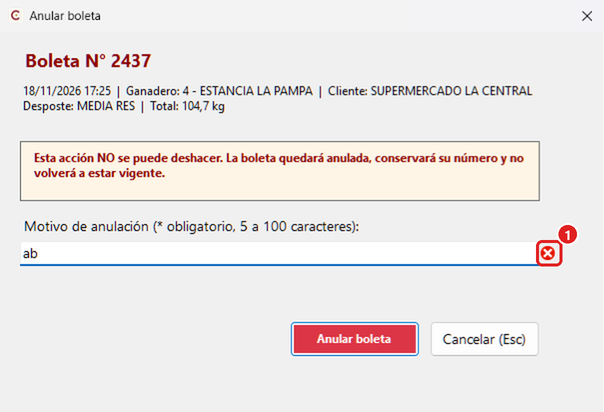 Anular boleta
Boleta N° 2437
18/11/2026 17:25 | Ganadero: 4 - ESTANCIA LA PAMPA | Cliente: SUPERMERCADO LA CENTRAL
Desposte: MEDIA RES | Total: 104,7 kg
Esta acción NO se puede deshacer. La boleta quedará anulada, conservará su número y no
volverá a estar vigente.
Motivo de anulación (* obligatorio, 5 a 100 caracteres):
1
ab
Anular boleta
Cancelar (Esc)